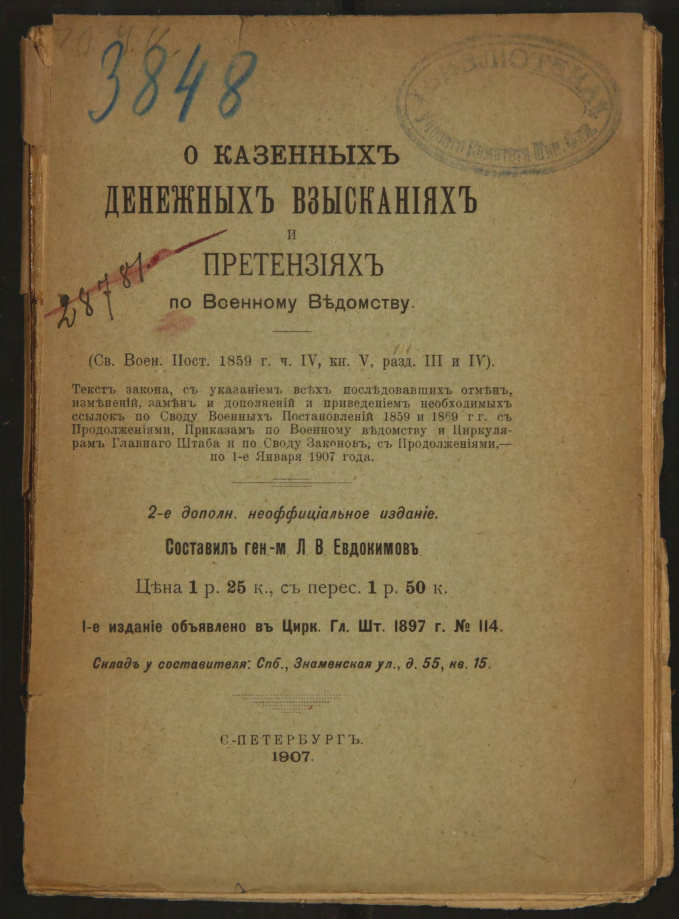 3848
БИБЛІОТЕКА
О КАЗЕННЫХЪ
ДЕНЕЖНЫХЪ ВЗЫСКАНІЯХЪ
И
ПРЕТЕНЗІЯХЪ
28781
по Военному Вѣдомству.
(Св. Воен. Пост. 1859 г. ч. IV, кн. V, разд. III и IV).
Текстъ закона, съ указаніемъ всѣхъ послѣдовавшихъ отмѣнъ,
измѣненій, замѣнъ и дополненій и приведеніемъ необходимыхъ
ссылокъ по Своду Военныхъ Постановленій 1859 и 1869 г.г. съ
Продолженіями, Приказамъ по Военному вѣдомству и Циркуля-
рамъ Главнаго Штаба и по Своду Законовъ, съ Продолженіями,—
по 1-е Января 1907 года.
2-е дополн. неоффиціальное изданіе.
Составилъ ген.-м Л В Евдокимовъ
Цѣна 1 р. 25 к., съ перес. 1 р. 50 к.
1-е изданіе объявлено въ Цирк. Гл. Шт. 1897 г. № 114.
Складъ у составителя: Спб., Знаменская ул., д. 55, кв. 15.
С-ПЕТЕРБУРГЪ.
1907.